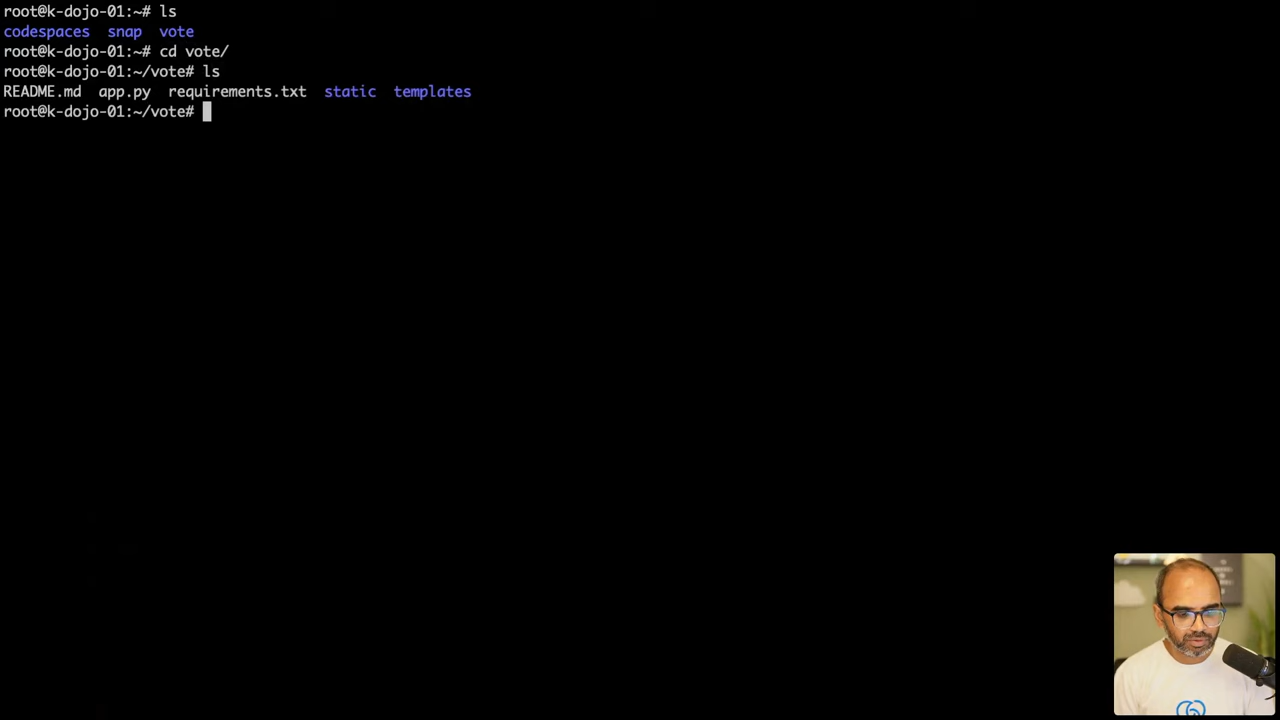 root@k-dojo-01:~# ls
codespaces  snap  vote
root@k-dojo-01:~# cd vote/
root@k-dojo-01:~/vote# ls
README.md  app.py  requirements.txt  static  templates
root@k-dojo-01:~/vote#